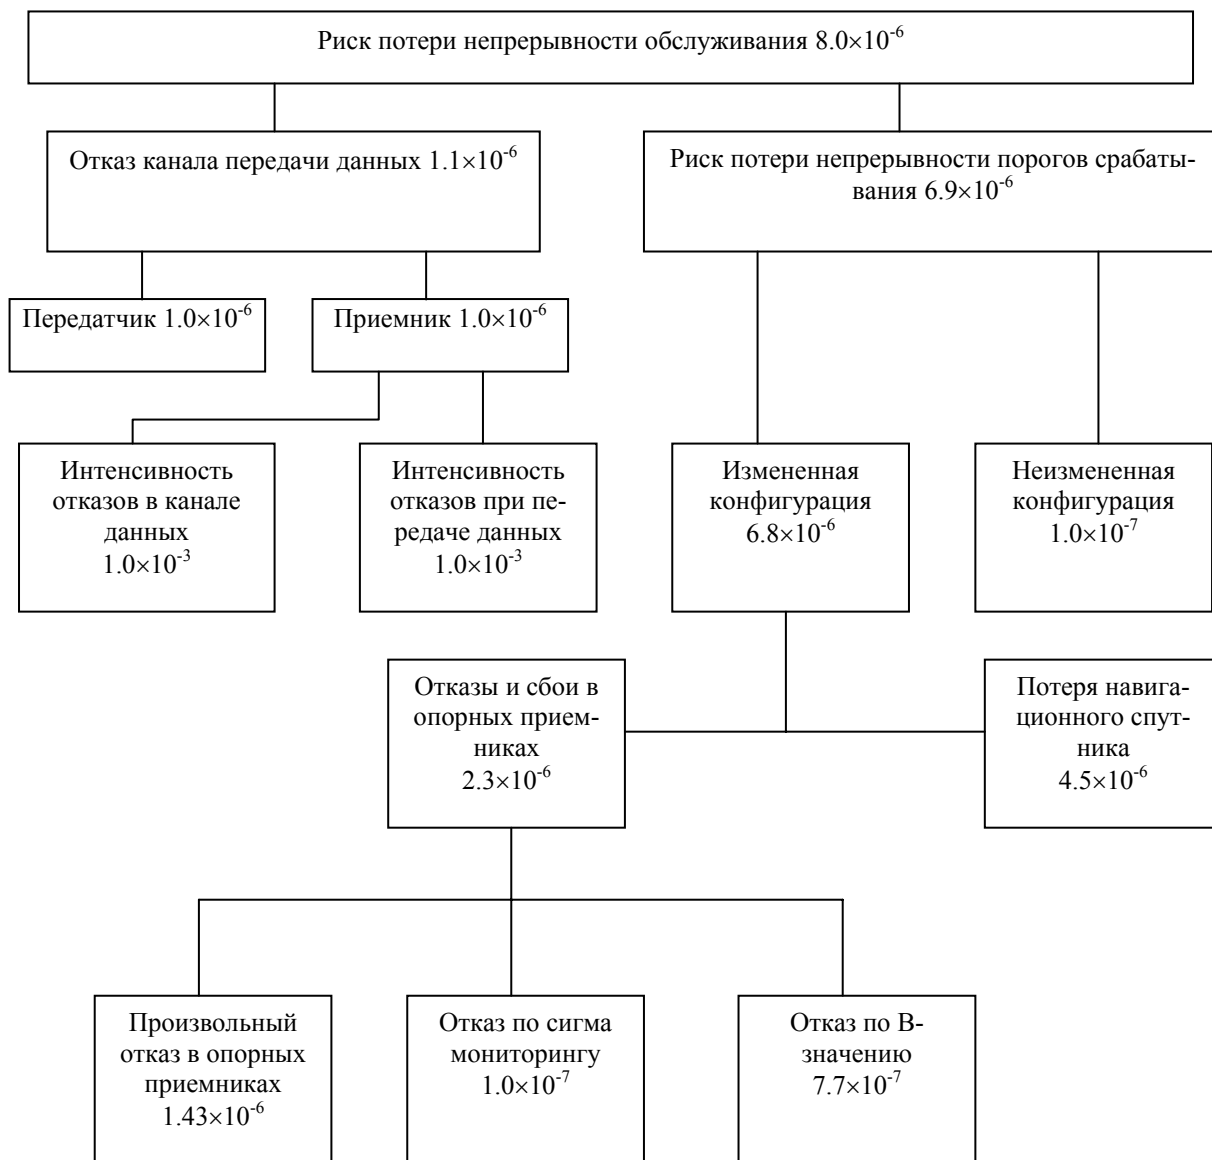 Риск потери непрерывности обслуживания 8.0×10⁻⁶
Отказ канала передачи данных 1.1×10⁻⁶
Риск потери непрерывности порогов срабаты-
вания 6.9×10⁻⁶
Передатчик 1.0×10⁻⁶
Приемник 1.0×10⁻⁶
Интенсивность
отказов в канале
данных
1.0×10⁻³
Интенсивность
отказов при пе-
редаче данных
1.0×10⁻³
Измененная
конфигурация
6.8×10⁻⁶
Неизмененная
конфигурация
1.0×10⁻⁷
Отказы и сбои в
опорных прием-
никах
2.3×10⁻⁶
Потеря навига-
ционного спут-
ника
4.5×10⁻⁶
Произвольный
отказ в опорных
приемниках
1.43×10⁻⁶
Отказ по сигма
мониторингу
1.0×10⁻⁷
Отказ по В-
значению
7.7×10⁻⁷